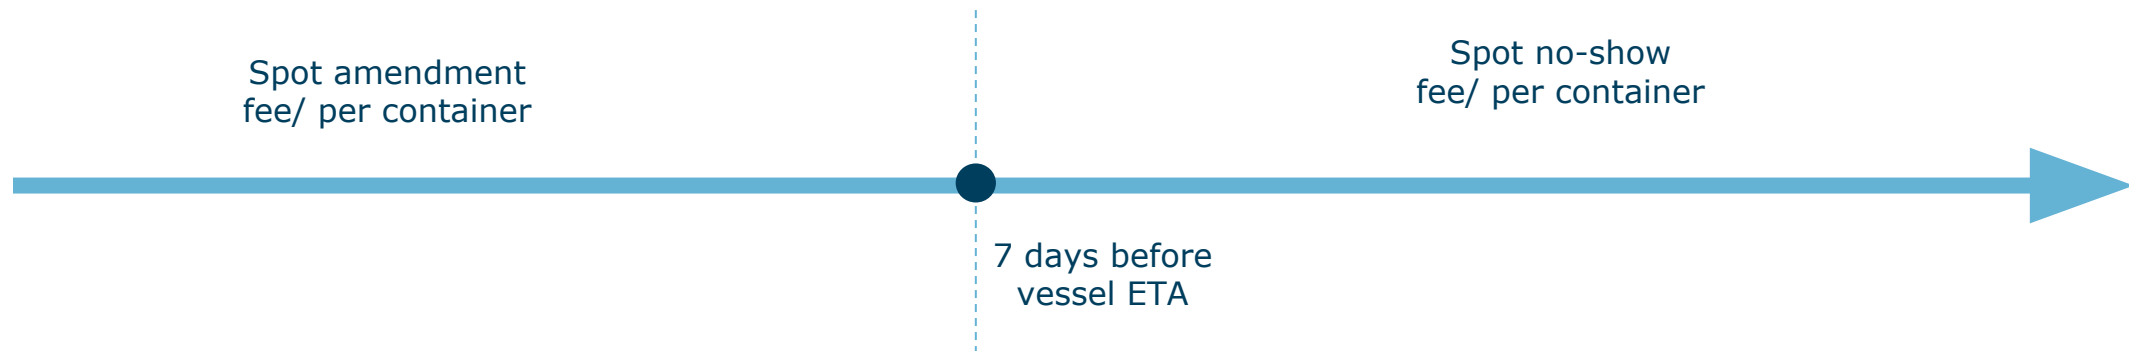 Spot amendment
fee/ per container
Spot no-show
fee/ per container
7 days before
vessel ETA